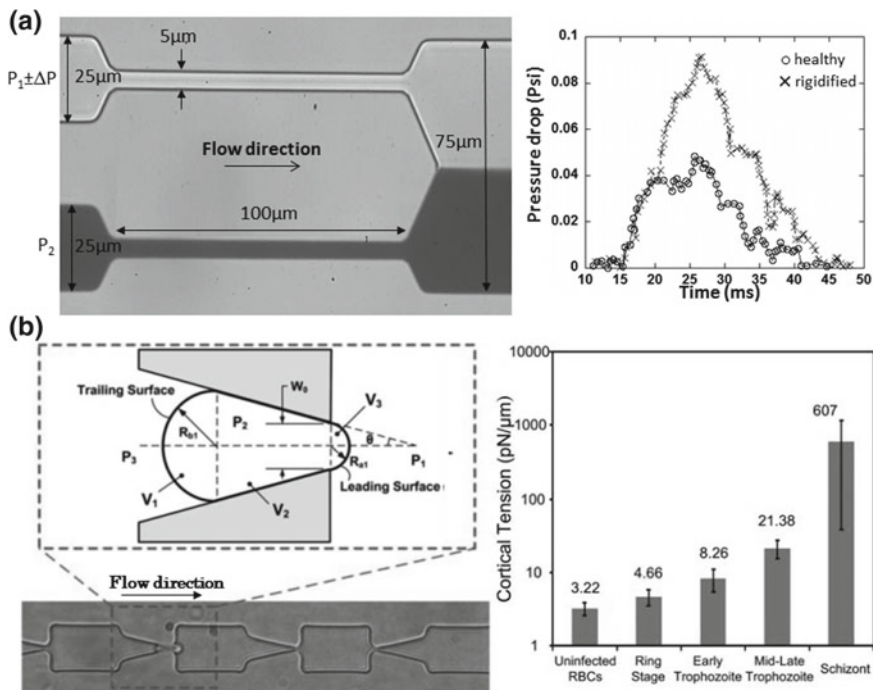 (a)
5µm
P₁±ΔP
25µm
Flow direction
75µm
100µm
P₂
25µm
Pressure drop (Psi)
0.1
0.08
0.06
0.04
0.02
0
○ healthy
× rigidified
10 15 20 25 30 35 40 45 50
Time (ms)
(b)
Trailing Surface
W₀
V₃
P₂
R_b1
θ
P₃
P₁
R_a1
Leading Surface
V₁
V₂
Flow direction
Cortical Tension (pN/µm)
10000
1000
100
10
1
3.22
4.66
8.26
21.38
607
Uninfected RBCs
Ring Stage
Early Trophozoite
Mid-Late Trophozoite
Schizont